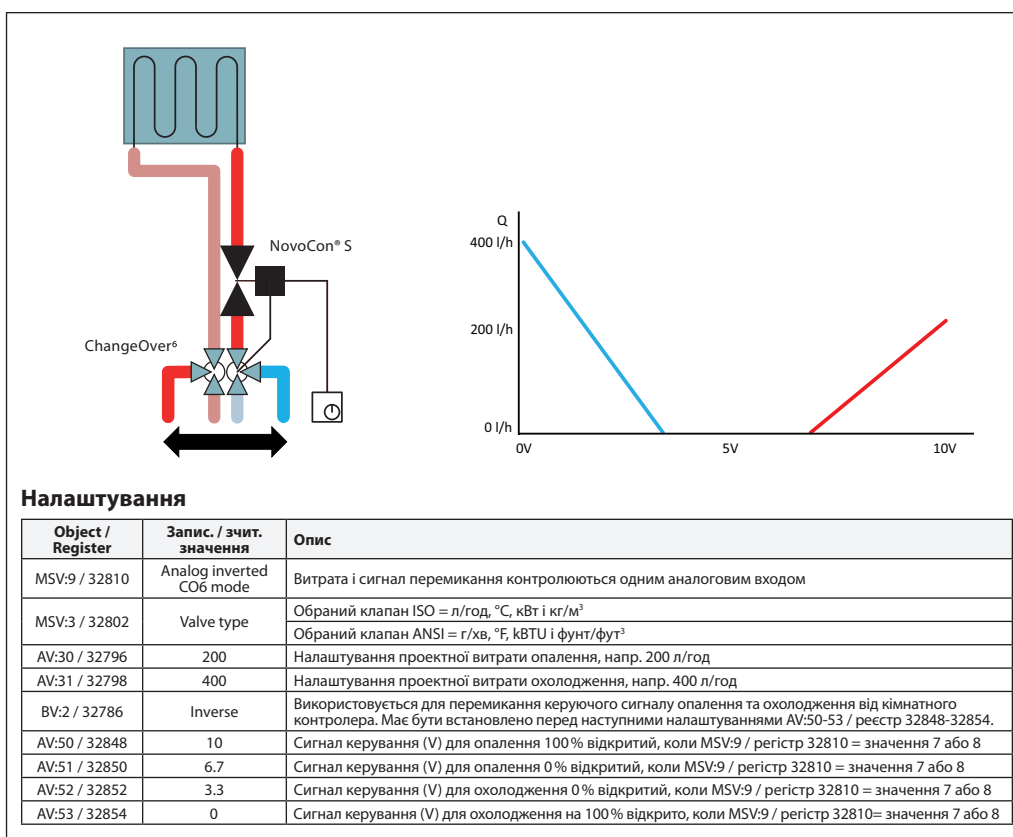 NovoCon® S
ChangeOver⁶
Q
400 l/h
200 l/h
0 l/h
0V
5V
10V
Налаштування
Object /
Register
Запис. / зчит.
значення
Опис
MSV:9 / 32810
Analog inverted
CO6 mode
Витрата і сигнал перемикання контролюються одним аналоговим входом
MSV:3 / 32802
Valve type
Обраний клапан ISO = л/год, °C, кВт і кг/м³
Обраний клапан ANSI = г/хв, °F, kBTU і фунт/фут³
AV:30 / 32796
200
Налаштування проектної витрати опалення, напр. 200 л/год
AV:31 / 32798
400
Налаштування проектної витрати охолодження, напр. 400 л/год
BV:2 / 32786
Inverse
Використовується для перемикання керуючого сигналу опалення та охолодження від кімнатного
контролера. Має бути встановлено перед наступними налаштуваннями AV:50-53 / реєстр 32848-32854.
AV:50 / 32848
10
Сигнал керування (V) для опалення 100 % відкритий, коли MSV:9 / регістр 32810 = значення 7 або 8
AV:51 / 32850
6.7
Сигнал керування (V) для опалення 0 % відкритий, коли MSV:9 / регістр 32810 = значення 7 або 8
AV:52 / 32852
3.3
Сигнал керування (V) для охолодження 0 % відкритий, коли MSV:9 / регістр 32810 = значення 7 або 8
AV:53 / 32854
0
Сигнал керування (V) для охолодження на 100 % відкрито, коли MSV:9 / регістр 32810= значення 7 або 8